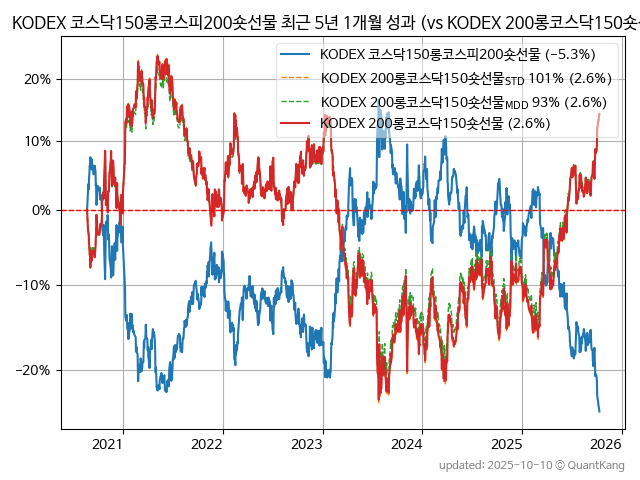 KODEX 코스닥150롱코스피200숏선물 최근 5년 1개월 성과 (vs KODEX 200롱코스닥150숏선
KODEX 코스닥150롱코스피200숏선물 (−5.3%)
KODEX 200롱코스닥150숏선물STD 101% (2.6%)
KODEX 200롱코스닥150숏선물MDD 93% (2.6%)
KODEX 200롱코스닥150숏선물 (2.6%)
20%
10%
0%
−10%
−20%
2021 2022 2023 2024 2025 2026
updated: 2025-10-10 © QuantKang